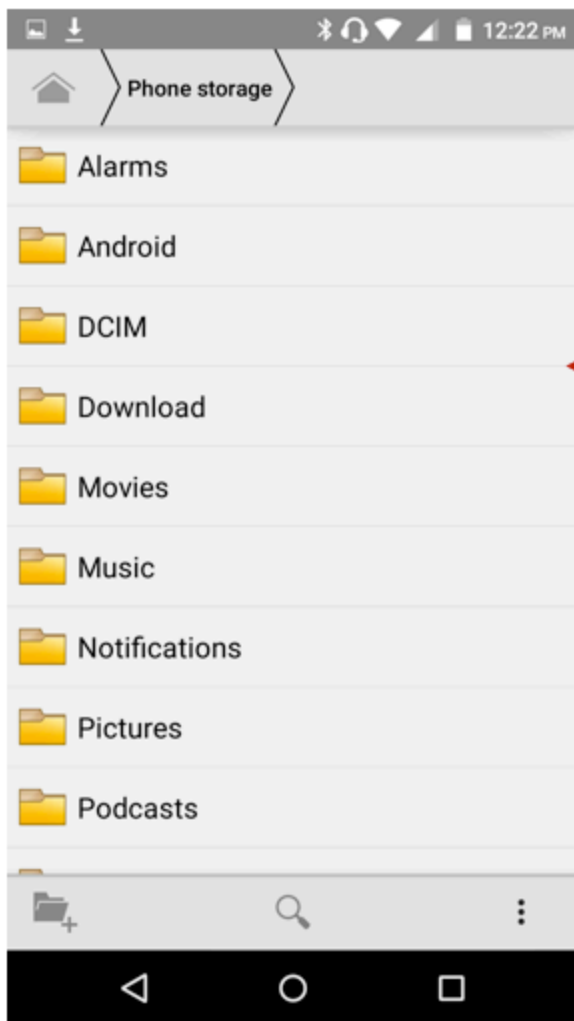 12:22 PM
Phone storage
Alarms
Android
DCIM
Download
Movies
Music
Notifications
Pictures
Podcasts